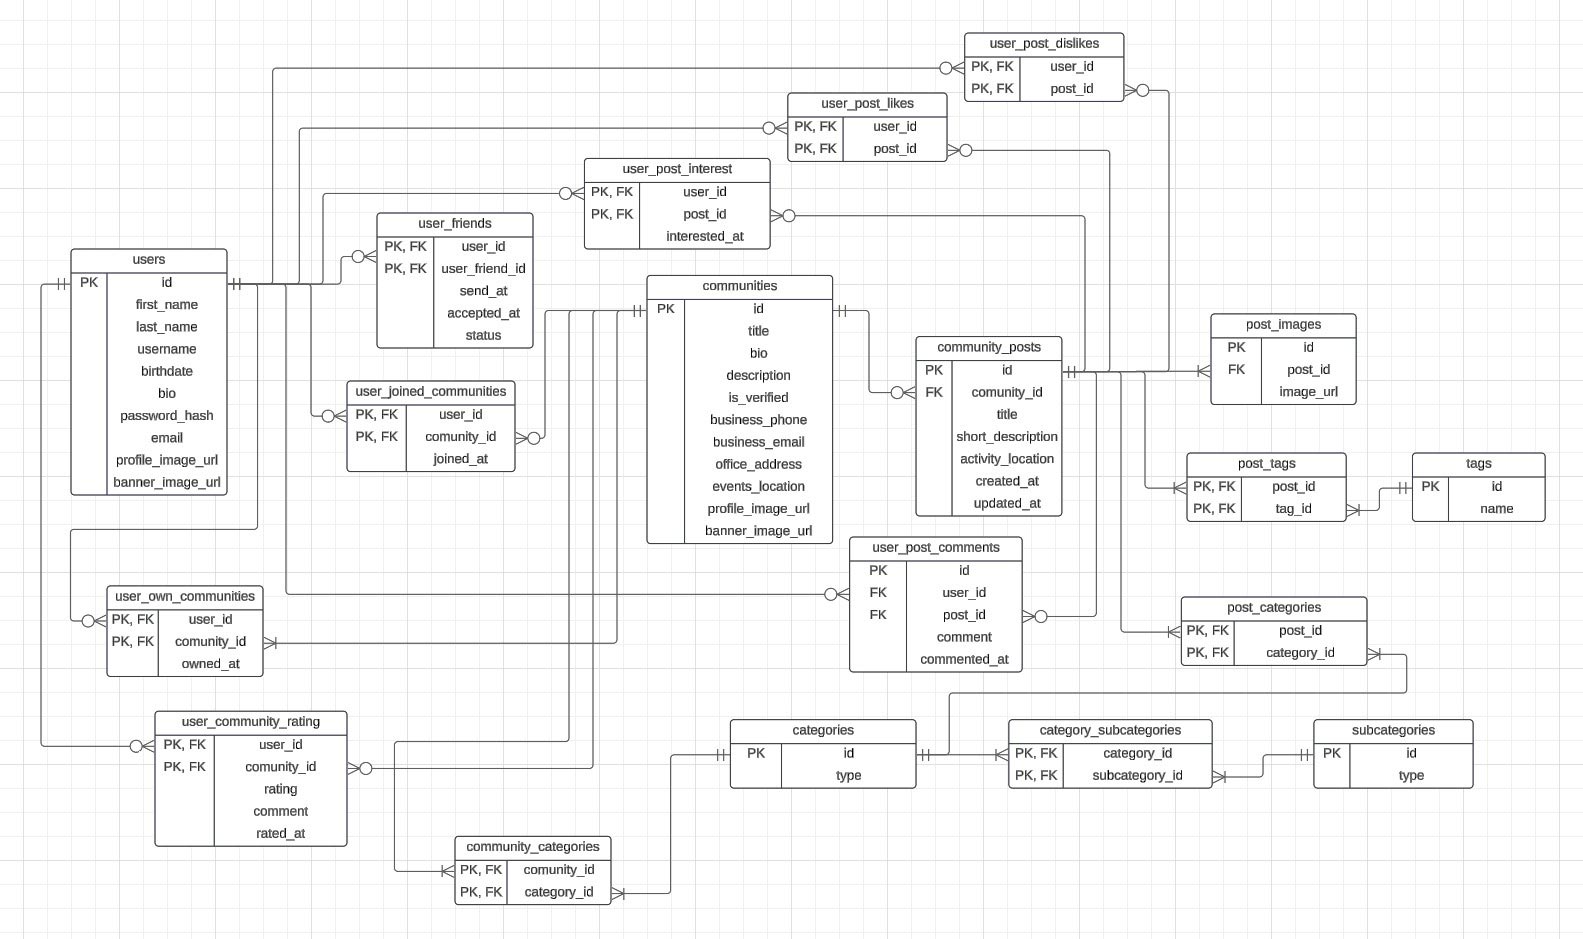 user_post_dislikes
PK, FK user_id
PK, FK post_id
user_post_likes
PK, FK user_id
PK, FK post_id
user_post_interest
PK, FK user_id
PK, FK post_id
interested_at
user_friends
PK, FK user_id
PK, FK user_friend_id
send_at
accepted_at
status
users
PK id
first_name
last_name
username
birthdate
bio
password_hash
email
profile_image_url
banner_image_url
communities
PK id
title
bio
description
is_verified
business_phone
business_email
office_address
events_location
profile_image_url
banner_image_url
community_posts
PK id
FK comunity_id
title
short_description
activity_location
created_at
updated_at
post_images
PK id
FK post_id
image_url
user_joined_communities
PK, FK user_id
PK, FK comunity_id
joined_at
post_tags
PK, FK post_id
PK, FK tag_id
tags
PK id
name
user_post_comments
PK id
FK user_id
FK post_id
comment
commented_at
user_own_communities
PK, FK user_id
PK, FK comunity_id
owned_at
post_categories
PK, FK post_id
PK, FK category_id
user_community_rating
PK, FK user_id
PK, FK comunity_id
rating
comment
rated_at
categories
PK id
type
category_subcategories
PK, FK category_id
PK, FK subcategory_id
subcategories
PK id
type
community_categories
PK, FK comunity_id
PK, FK category_id